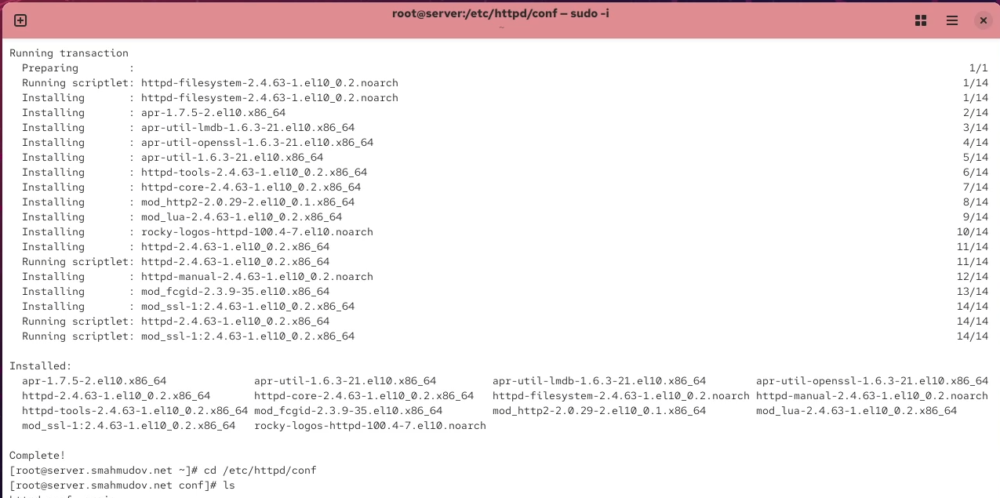 root@server:/etc/httpd/conf – sudo -i
~
Running transaction
Preparing : 1/1
Running scriptlet: httpd-filesystem-2.4.63-1.el10_0.2.noarch 1/14
Installing : httpd-filesystem-2.4.63-1.el10_0.2.noarch 1/14
Installing : apr-1.7.5-2.el10.x86_64 2/14
Installing : apr-util-lmdb-1.6.3-21.el10.x86_64 3/14
Installing : apr-util-openssl-1.6.3-21.el10.x86_64 4/14
Installing : apr-util-1.6.3-21.el10.x86_64 5/14
Installing : httpd-tools-2.4.63-1.el10_0.2.x86_64 6/14
Installing : httpd-core-2.4.63-1.el10_0.2.x86_64 7/14
Installing : mod_http2-2.0.29-2.el10_0.1.x86_64 8/14
Installing : mod_lua-2.4.63-1.el10_0.2.x86_64 9/14
Installing : rocky-logos-httpd-100.4-7.el10.noarch 10/14
Installing : httpd-2.4.63-1.el10_0.2.x86_64 11/14
Running scriptlet: httpd-2.4.63-1.el10_0.2.x86_64 11/14
Installing : httpd-manual-2.4.63-1.el10_0.2.noarch 12/14
Installing : mod_fcgid-2.3.9-35.el10.x86_64 13/14
Installing : mod_ssl-1:2.4.63-1.el10_0.2.x86_64 14/14
Running scriptlet: httpd-2.4.63-1.el10_0.2.x86_64 14/14
Running scriptlet: mod_ssl-1:2.4.63-1.el10_0.2.x86_64 14/14
Installed:
apr-1.7.5-2.el10.x86_64 apr-util-1.6.3-21.el10.x86_64 apr-util-lmdb-1.6.3-21.el10.x86_64 apr-util-openssl-1.6.3-21.el10.x86_64
httpd-2.4.63-1.el10_0.2.x86_64 httpd-core-2.4.63-1.el10_0.2.x86_64 httpd-filesystem-2.4.63-1.el10_0.2.noarch httpd-manual-2.4.63-1.el10_0.2.noarch
httpd-tools-2.4.63-1.el10_0.2.x86_64 mod_fcgid-2.3.9-35.el10.x86_64 mod_http2-2.0.29-2.el10_0.1.x86_64 mod_lua-2.4.63-1.el10_0.2.x86_64
mod_ssl-1:2.4.63-1.el10_0.2.x86_64 rocky-logos-httpd-100.4-7.el10.noarch
Complete!
[root@server.smahmudov.net ~]# cd /etc/httpd/conf
[root@server.smahmudov.net conf]# ls